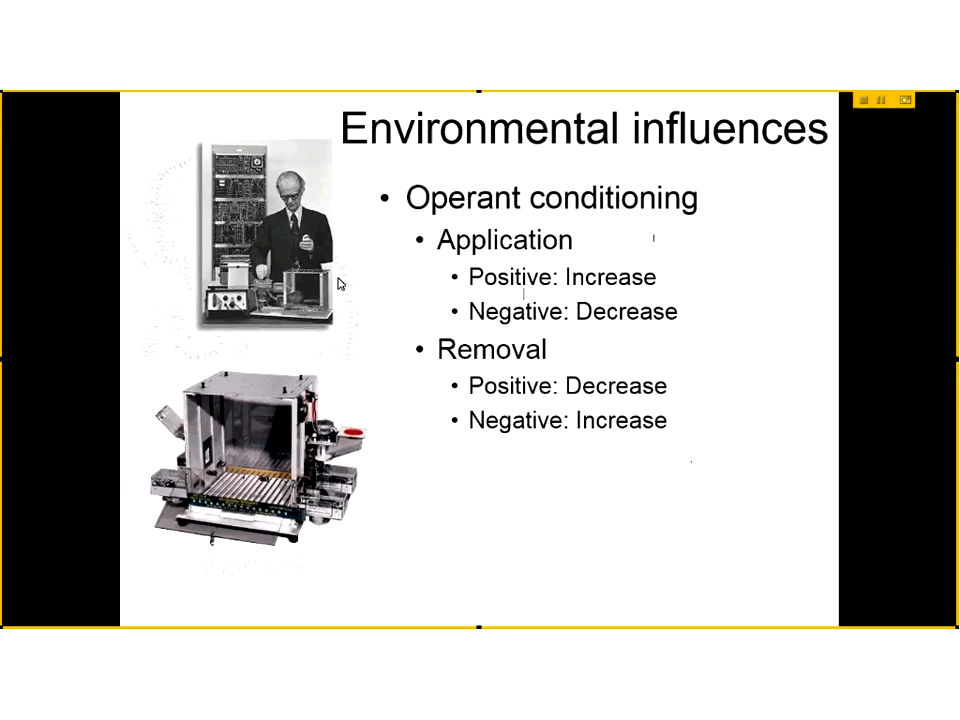 Environmental influences
• Operant conditioning
• Application
• Positive: Increase
• Negative: Decrease
• Removal
• Positive: Decrease
• Negative: Increase